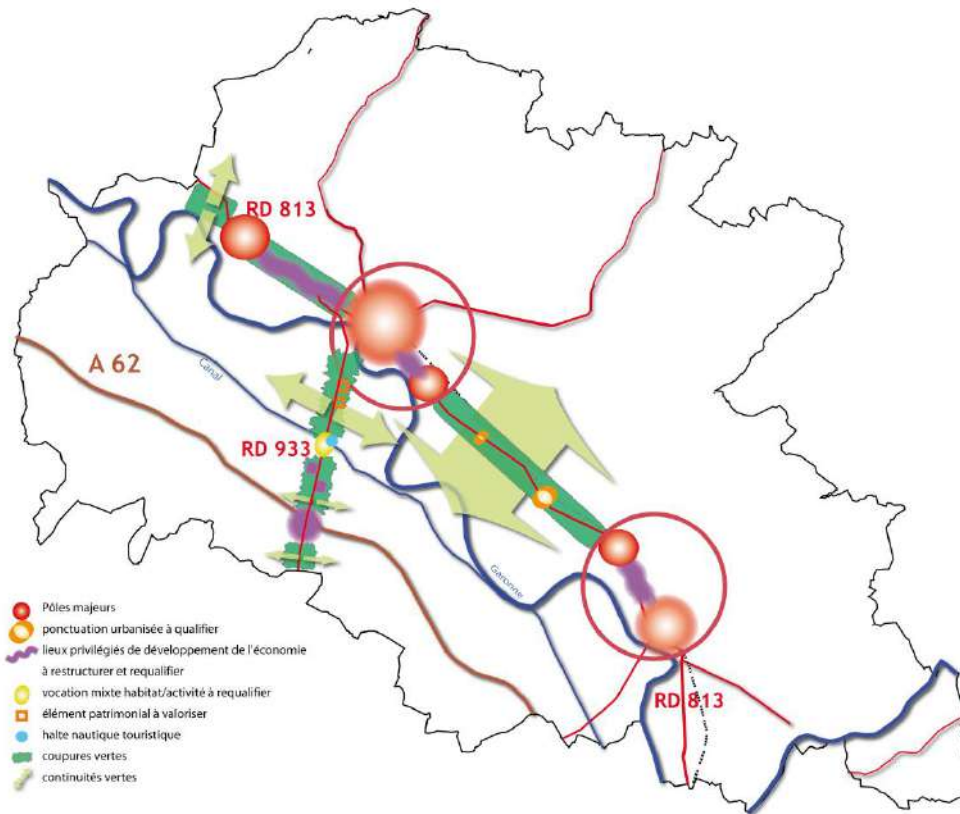 RD 813
A 62
Canal
RD 933
Garonne
RD 813
Pôles majeurs
ponctuation urbanisée à qualifier
lieux privilégiés de développement de l'économie
à restructurer et requalifier
vocation mixte habitat/activité à requalifier
élément patrimonial à valoriser
halte nautique touristique
coupures vertes
continuités vertes